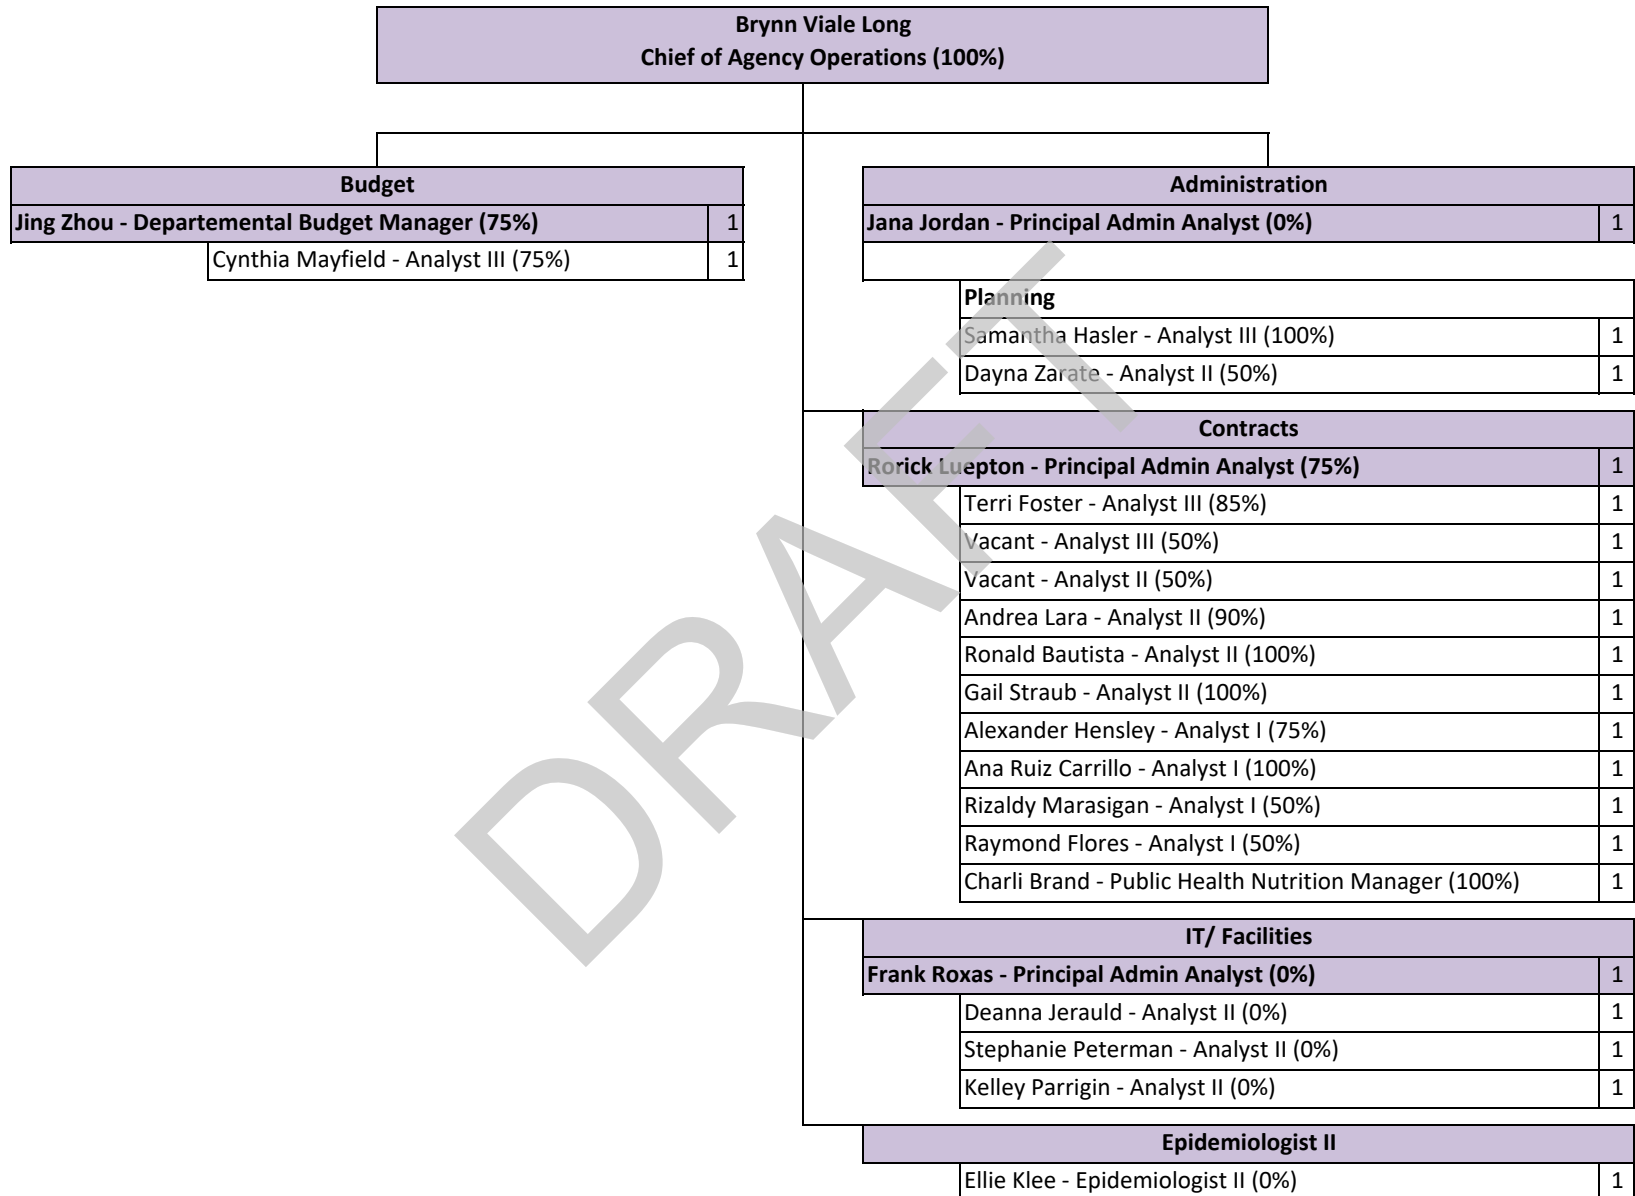 Brynn Viale Long
Chief of Agency Operations (100%)
Budget
Jing Zhou - Departemental Budget Manager (75%) 1
Cynthia Mayfield - Analyst III (75%) 1
Administration
Jana Jordan - Principal Admin Analyst (0%) 1
Planning
Samantha Hasler - Analyst III (100%) 1
Dayna Zarate - Analyst II (50%) 1
Contracts
Rorick Luepton - Principal Admin Analyst (75%) 1
Terri Foster - Analyst III (85%) 1
Vacant - Analyst III (50%) 1
Vacant - Analyst II (50%) 1
Andrea Lara - Analyst II (90%) 1
Ronald Bautista - Analyst II (100%) 1
Gail Straub - Analyst II (100%) 1
Alexander Hensley - Analyst I (75%) 1
Ana Ruiz Carrillo - Analyst I (100%) 1
Rizaldy Marasigan - Analyst I (50%) 1
Raymond Flores - Analyst I (50%) 1
Charli Brand - Public Health Nutrition Manager (100%) 1
IT/ Facilities
Frank Roxas - Principal Admin Analyst (0%) 1
Deanna Jerauld - Analyst II (0%) 1
Stephanie Peterman - Analyst II (0%) 1
Kelley Parrigin - Analyst II (0%) 1
Epidemiologist II
Ellie Klee - Epidemiologist II (0%) 1
DRAFT